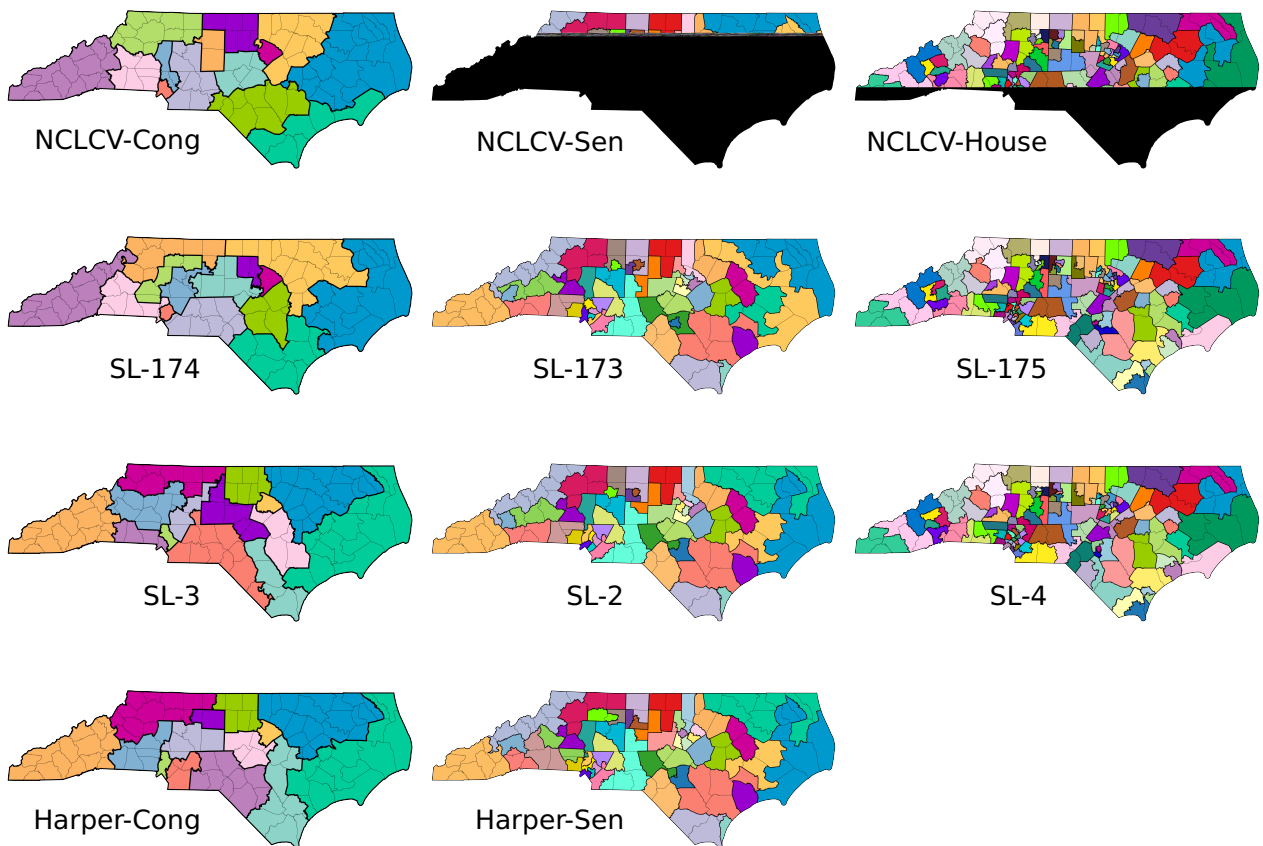 NCLCV-Cong
NCLCV-Sen
NCLCV-House
SL-174
SL-173
SL-175
SL-3
SL-2
SL-4
Harper-Cong
Harper-Sen